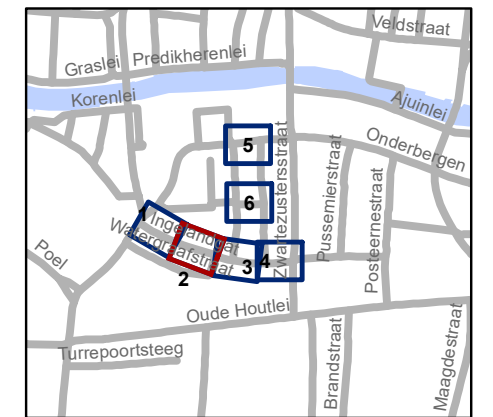 Veldstraat
Graslei
Predikherenlei
Korenlei
Ajuinlei
5
Onderbergen
Zwartezustersstraat
Pussemierstraat
Posteernestraat
6
1
Watergraafstraat
Poel
2
3
4
Oude Houtlei
Turrepoortsteeg
Brandstraat
Maagdestraat